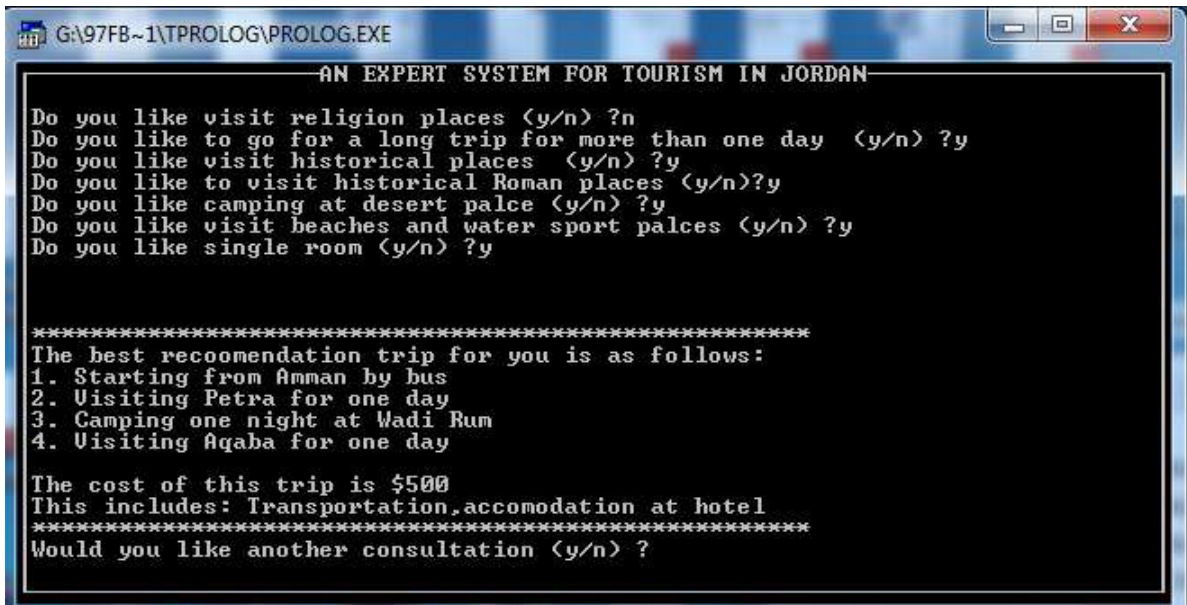 G:\97FB~1\TPROLOG\PROLOG.EXE
AN EXPERT SYSTEM FOR TOURISM IN JORDAN
Do you like visit religion places (y/n) ?n
Do you like to go for a long trip for more than one day  (y/n) ?y
Do you like visit historical places  (y/n) ?y
Do you like to visit historical Roman places (y/n)?y
Do you like camping at desert palce (y/n) ?y
Do you like visit beaches and water sport palces (y/n) ?y
Do you like single room (y/n) ?y
******************************************************
The best recoomendation trip for you is as follows:
1. Starting from Amman by bus
2. Visiting Petra for one day
3. Camping one night at Wadi Rum
4. Visiting Aqaba for one day
The cost of this trip is $500
This includes: Transportation,accomodation at hotel
******************************************************
Would you like another consultation (y/n) ?